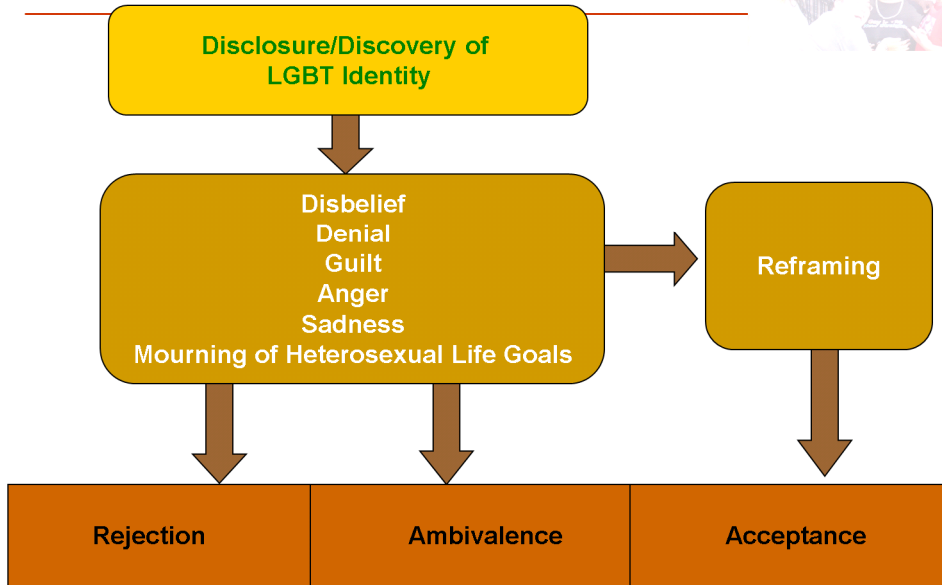 Disclosure/Discovery of
LGBT Identity
Disbelief
Denial
Guilt
Anger
Sadness
Mourning of Heterosexual Life Goals
Reframing
Rejection
Ambivalence
Acceptance